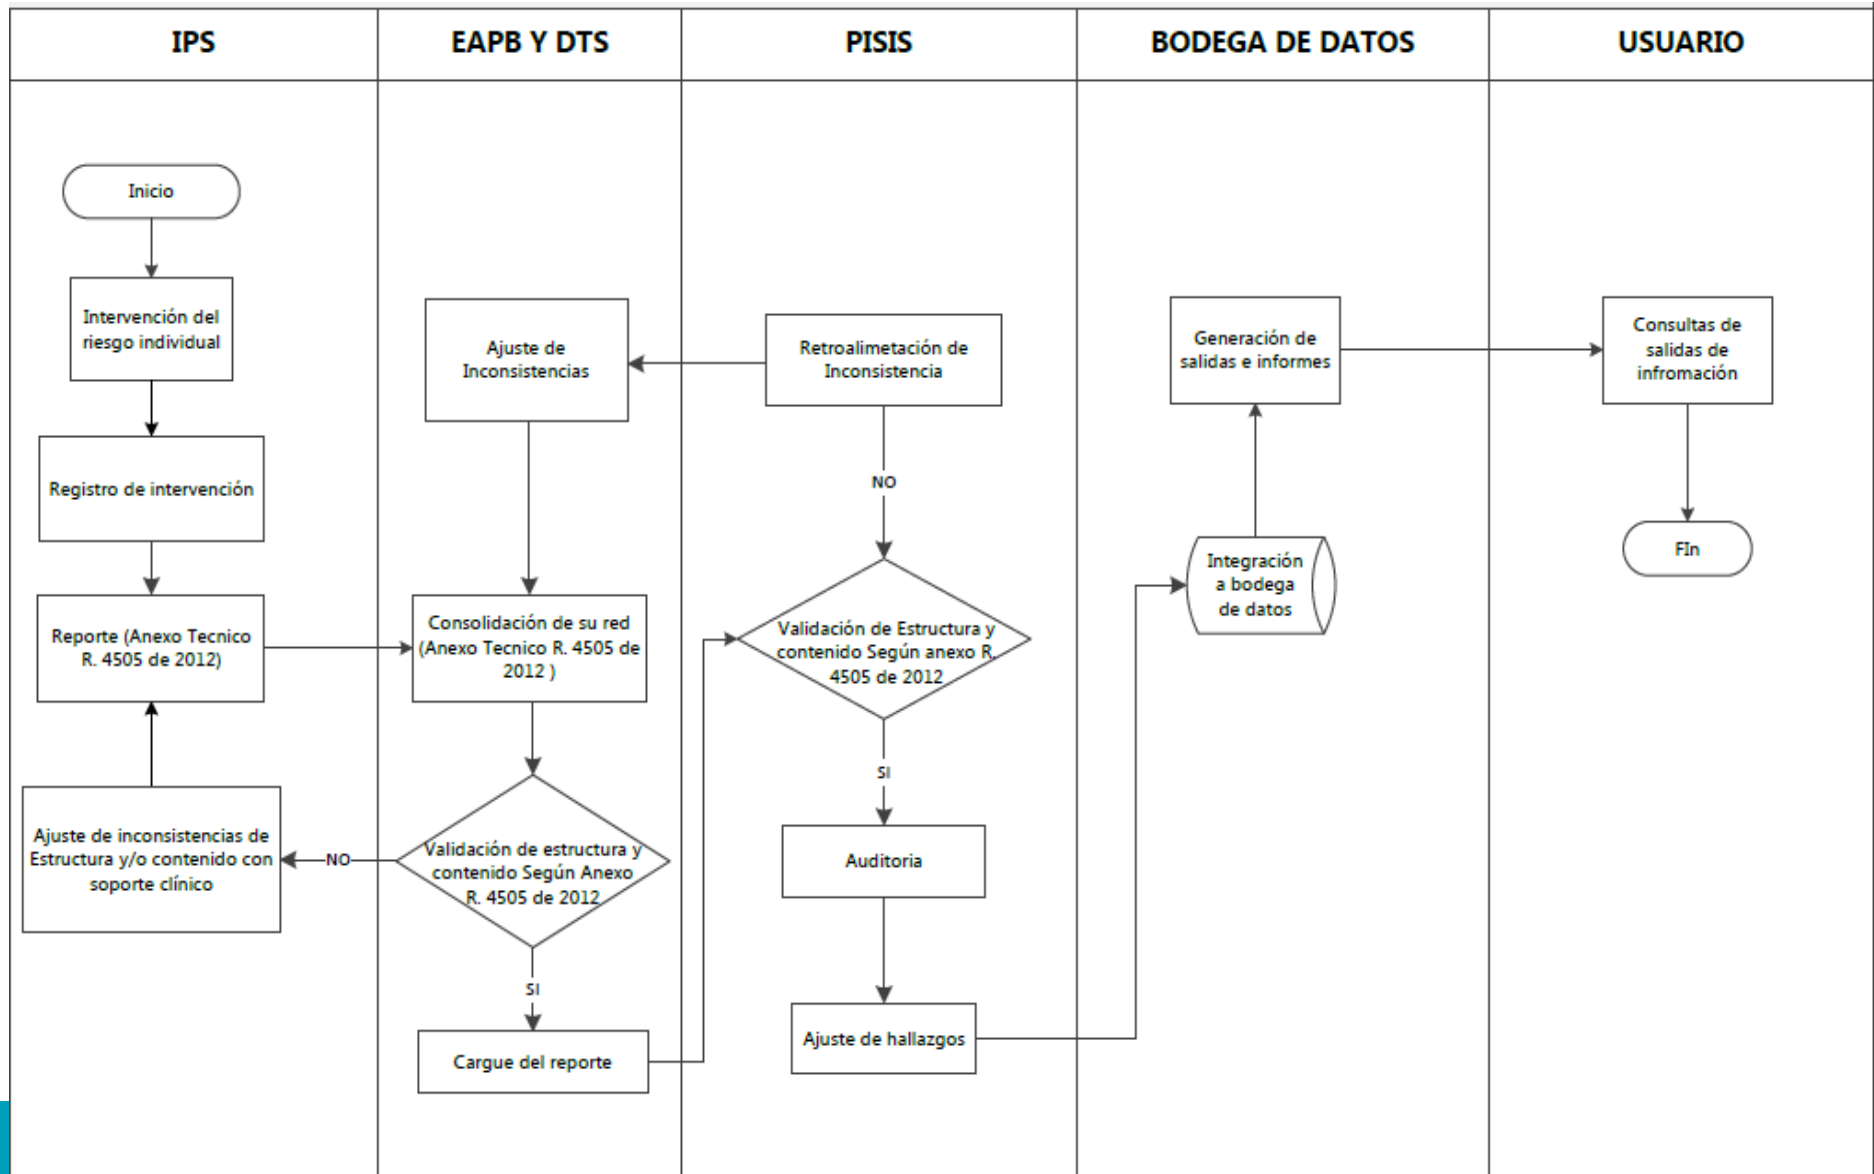 IPS
EAPB Y DTS
PISIS
BODEGA DE DATOS
USUARIO
Inicio
Intervención del
riesgo individual
Registro de intervención
Reporte (Anexo Tecnico
R. 4505 de 2012)
Ajuste de inconsistencias de
Estructura y/o contenido con
soporte clínico
Ajuste de
Inconsistencias
Consolidación de su red
(Anexo Tecnico R. 4505 de
2012 )
Validación de estructura y
contenido Según Anexo
R. 4505 de 2012
NO
SI
Cargue del reporte
Retroalimetación de
Inconsistencia
NO
Validación de Estructura y
contenido Según anexo R.
4505 de 2012
SI
Auditoria
Ajuste de hallazgos
Generación de
salidas e informes
Integración
a bodega
de datos
Consultas de
salidas de
infromación
FIn